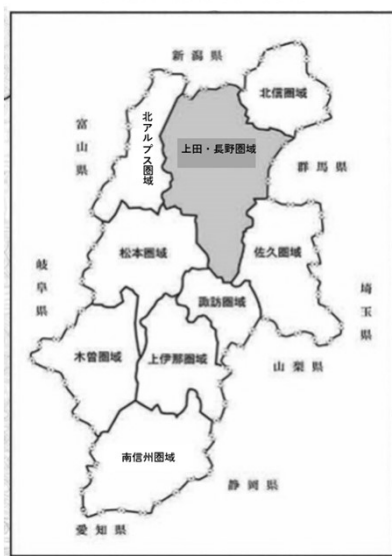 新潟県
北信圏域
北アルプス圏域
富山県
上田・長野圏域
群馬県
松本圏域
佐久圏域
岐阜県
諏訪圏域
埼玉県
木曽圏域
上伊那圏域
山梨県
南信州圏域
静岡県
愛知県